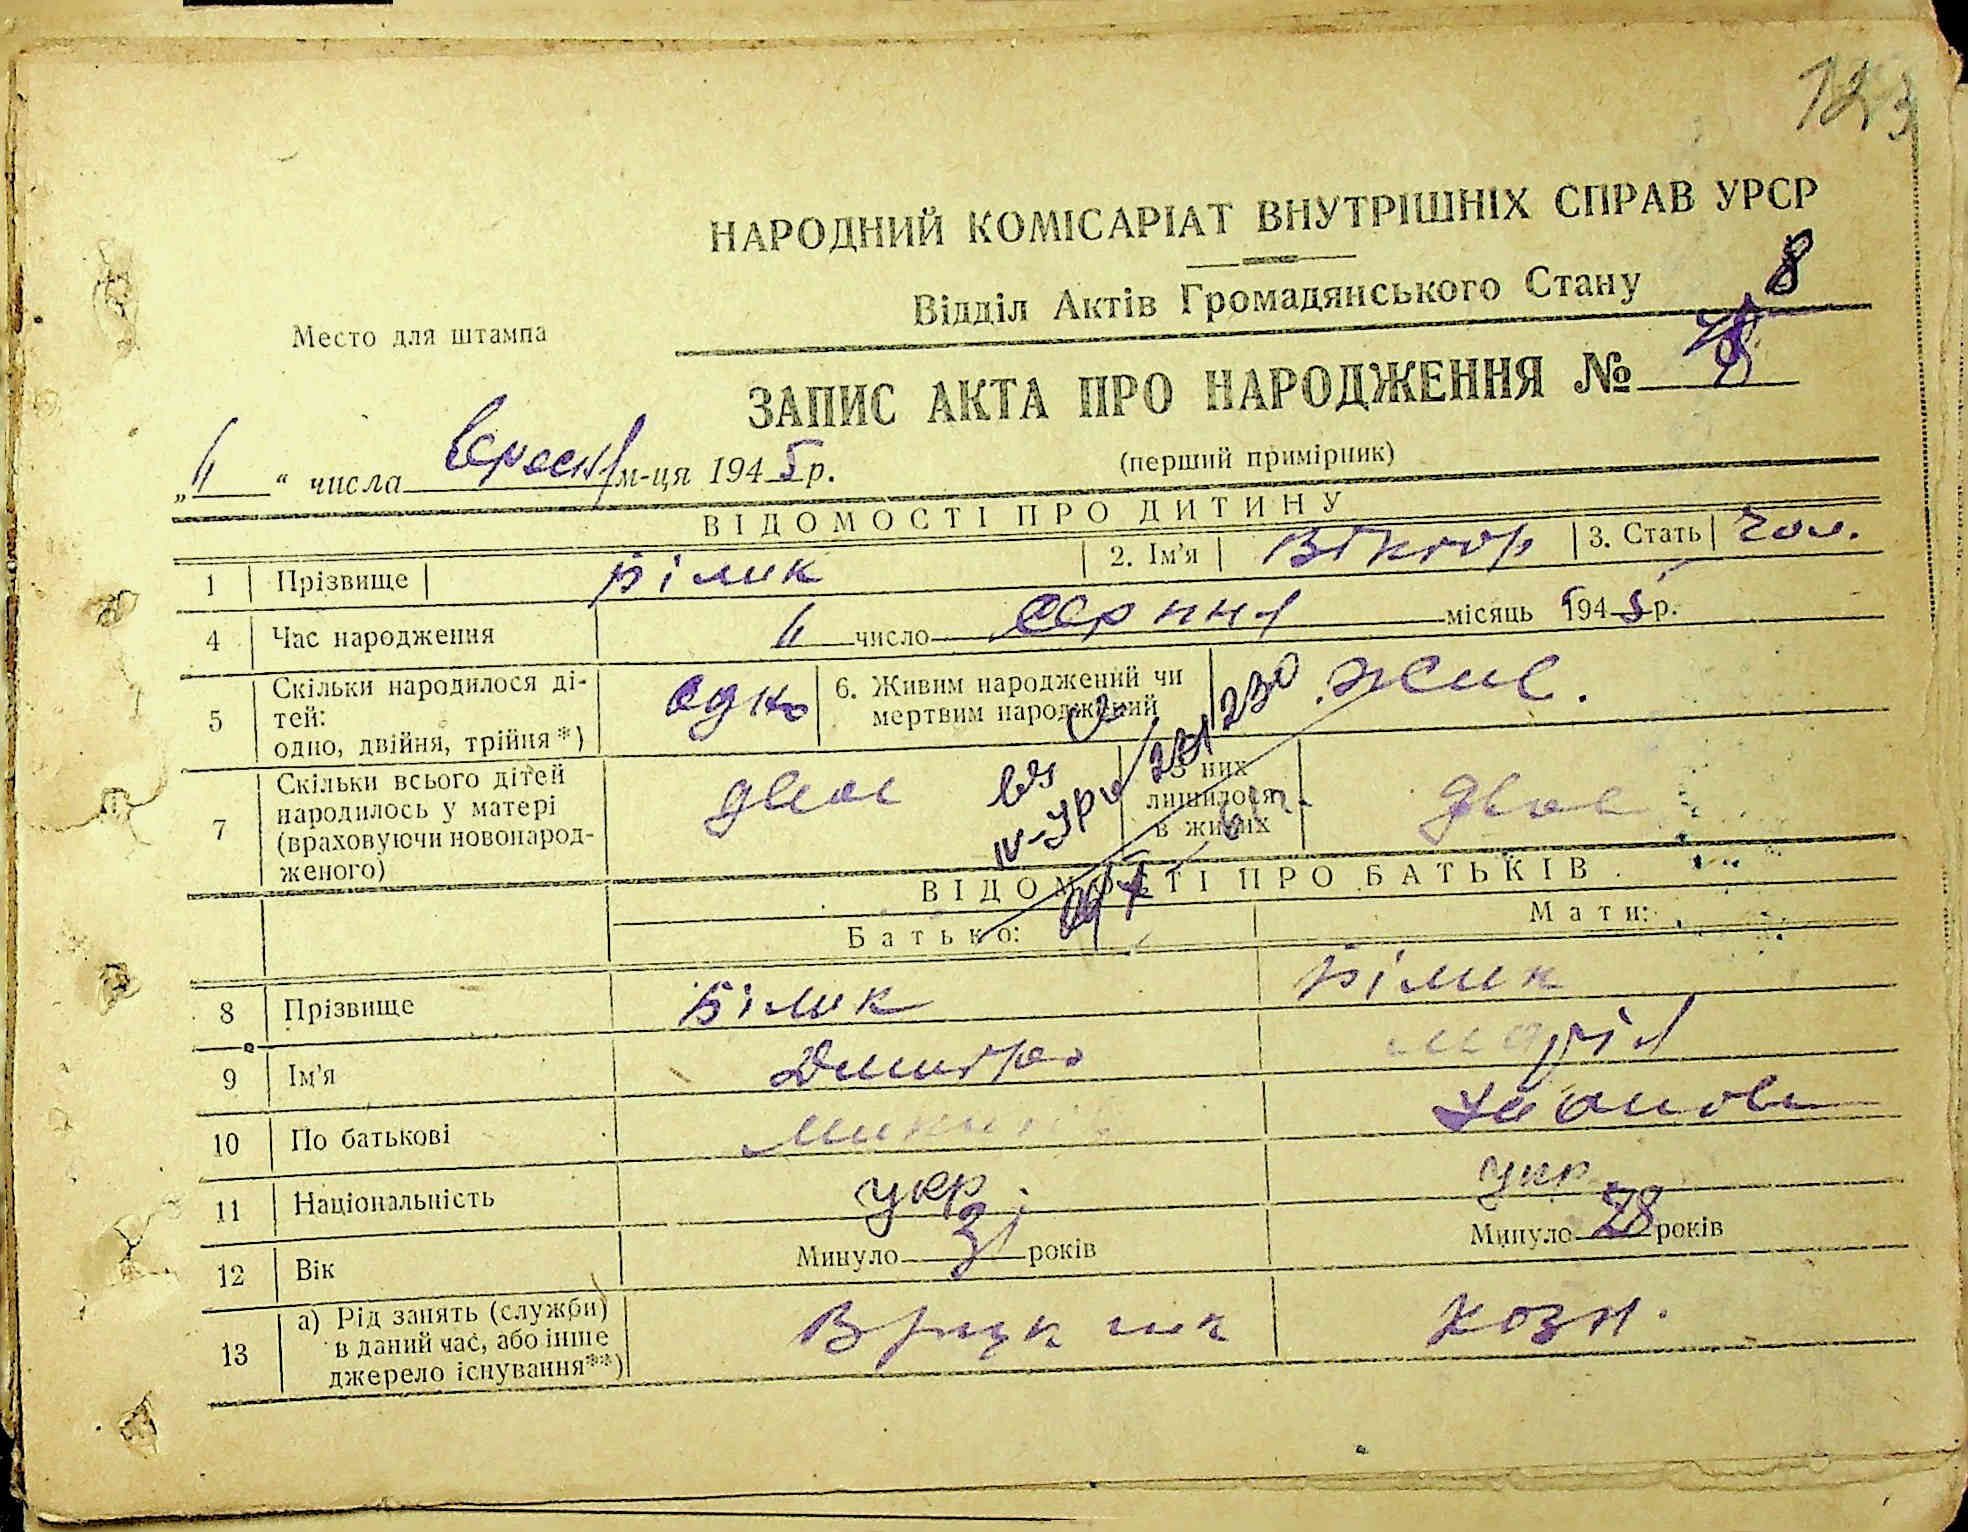 123
НАРОДНИЙ КОМІСАРІАТ ВНУТРІШНІХ СПРАВ УРСР
Відділ Актів Громадянського Стану
8
Место для штампа
ЗАПИС АКТА ПРО НАРОДЖЕННЯ №
(перший примірник)
„11“ числа вересня м-ця 1945 р.
ВІДОМОСТІ ПРО ДИТИНУ
1 Прізвище Білик 2. Ім'я Віктор 3. Стать чол.
4 Час народження 11 число серпня місяць 1945 р.
5 Скільки народилося дітей: одно, двійня, трійня*) одно 6. Живим народжений чи мертвим народжений жив.
7 Скільки всього дітей народилось у матері (враховуючи новонародженого) двоє З них лишилося в живих двоє
ВІДОМОСТІ ПРО БАТЬКІВ
Батько: Мати:
8 Прізвище Білик Білик
9 Ім'я Дмитро Марія
10 По батькові Іванов
11 Національність укр. укр.
12 Вік Минуло 31 років Минуло 28 років
13 а) Рід занять (служби) в даний час, або інше джерело існування**)